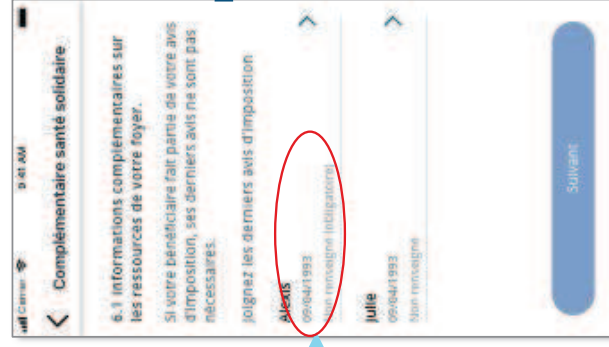 Carrier 9:41 AM
Complémentaire santé solidaire
6.1 Informations complémentaires sur
les ressources de votre foyer.
Si votre bénéficiaire fait partie de votre avis
d'imposition, ses derniers avis ne sont pas
nécessaires.
Joignez les derniers avis d'imposition
Alexis
09/04/1993
Non renseigné (obligatoire)
Julie
09/04/1993
Non renseigné
Suivant